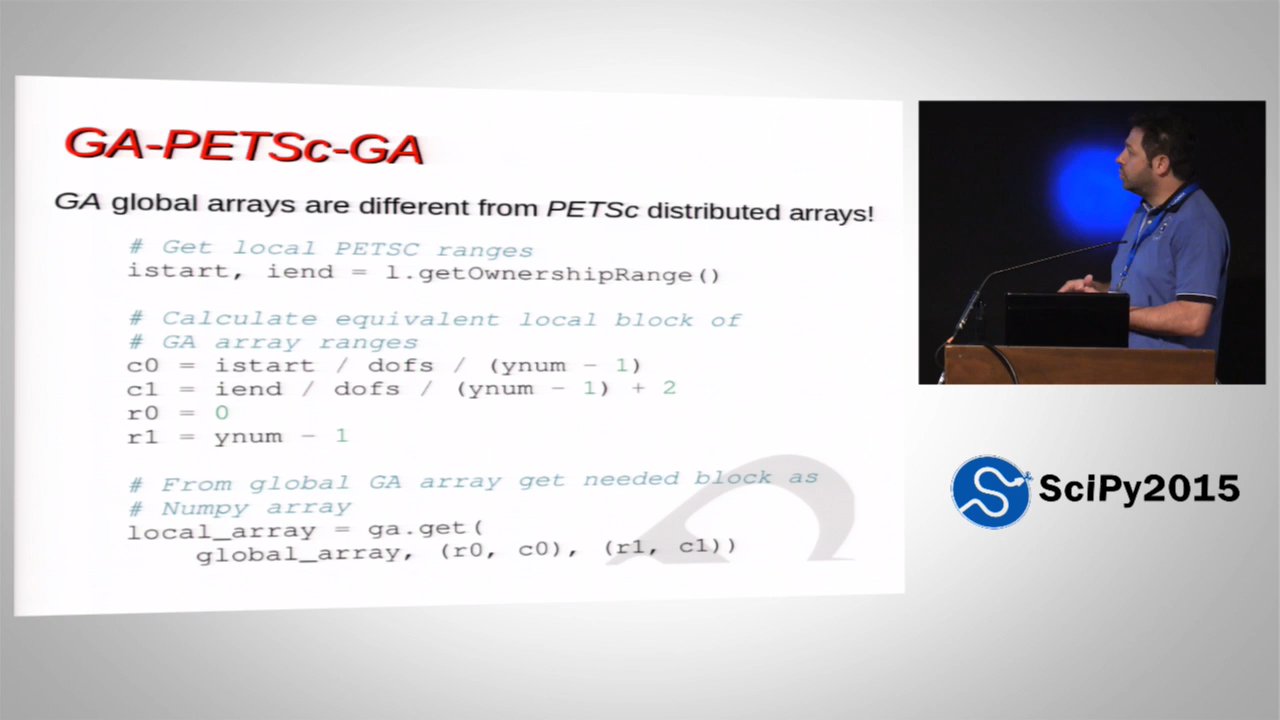 GA-PETSc-GA
GA global arrays are different from PETSc distributed arrays!
# Get local PETSC ranges
istart, iend = l.getOwnershipRange()
# Calculate equivalent local block of
# GA array ranges
c0 = istart / dofs / (ynum - 1)
c1 = iend / dofs / (ynum - 1) + 2
r0 = 0
r1 = ynum - 1
# From global GA array get needed block as
# Numpy array
local_array = ga.get(
global_array, (r0, c0), (r1, c1))
SciPy2015